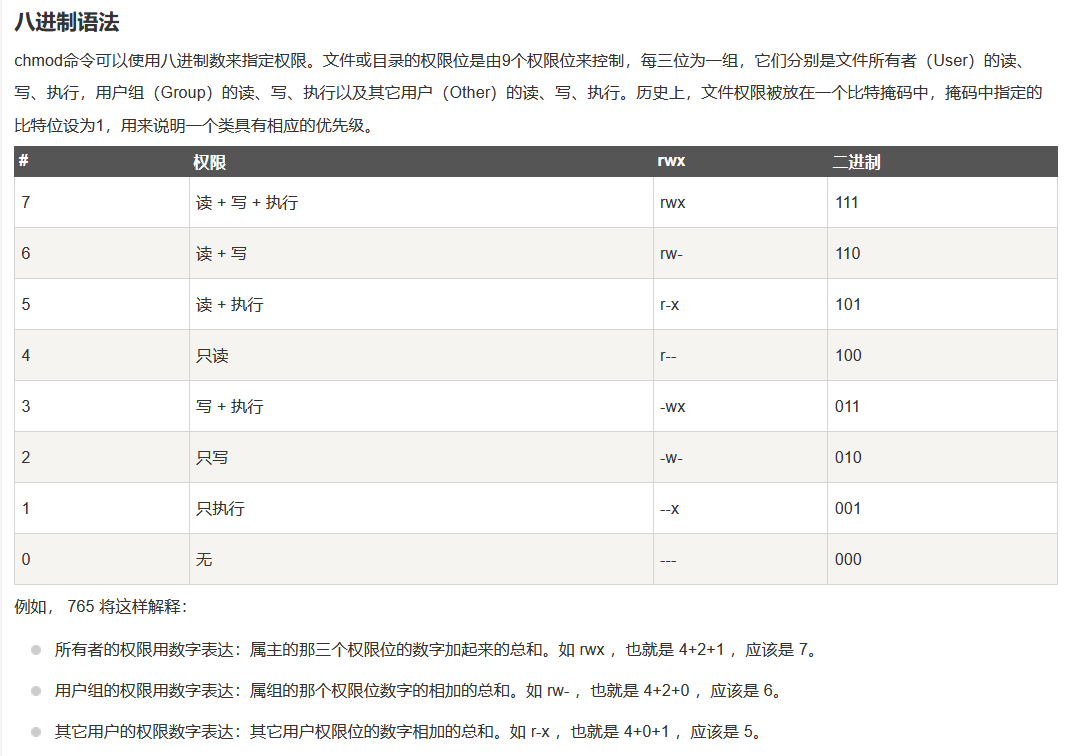 八进制语法
chmod命令可以使用八进制数来指定权限。文件或目录的权限位是由9个权限位来控制，每三位为一组，它们分别是文件所有者（User）的读、
写、执行，用户组（Group）的读、写、执行以及其它用户（Other）的读、写、执行。历史上，文件权限被放在一个比特掩码中，掩码中指定的
比特位设为1，用来说明一个类具有相应的优先级。
# 权限 rwx 二进制
7 读 + 写 + 执行 rwx 111
6 读 + 写 rw- 110
5 读 + 执行 r-x 101
4 只读 r-- 100
3 写 + 执行 -wx 011
2 只写 -w- 010
1 只执行 --x 001
0 无 --- 000
例如， 765 将这样解释：
所有者的权限用数字表达：属主的那三个权限位的数字加起来的总和。如 rwx ，也就是 4+2+1 ，应该是 7。
用户组的权限用数字表达：属组的那个权限位数字的相加的总和。如 rw- ，也就是 4+2+0 ，应该是 6。
其它用户的权限数字表达：其它用户权限位的数字相加的总和。如 r-x ，也就是 4+0+1 ，应该是 5。